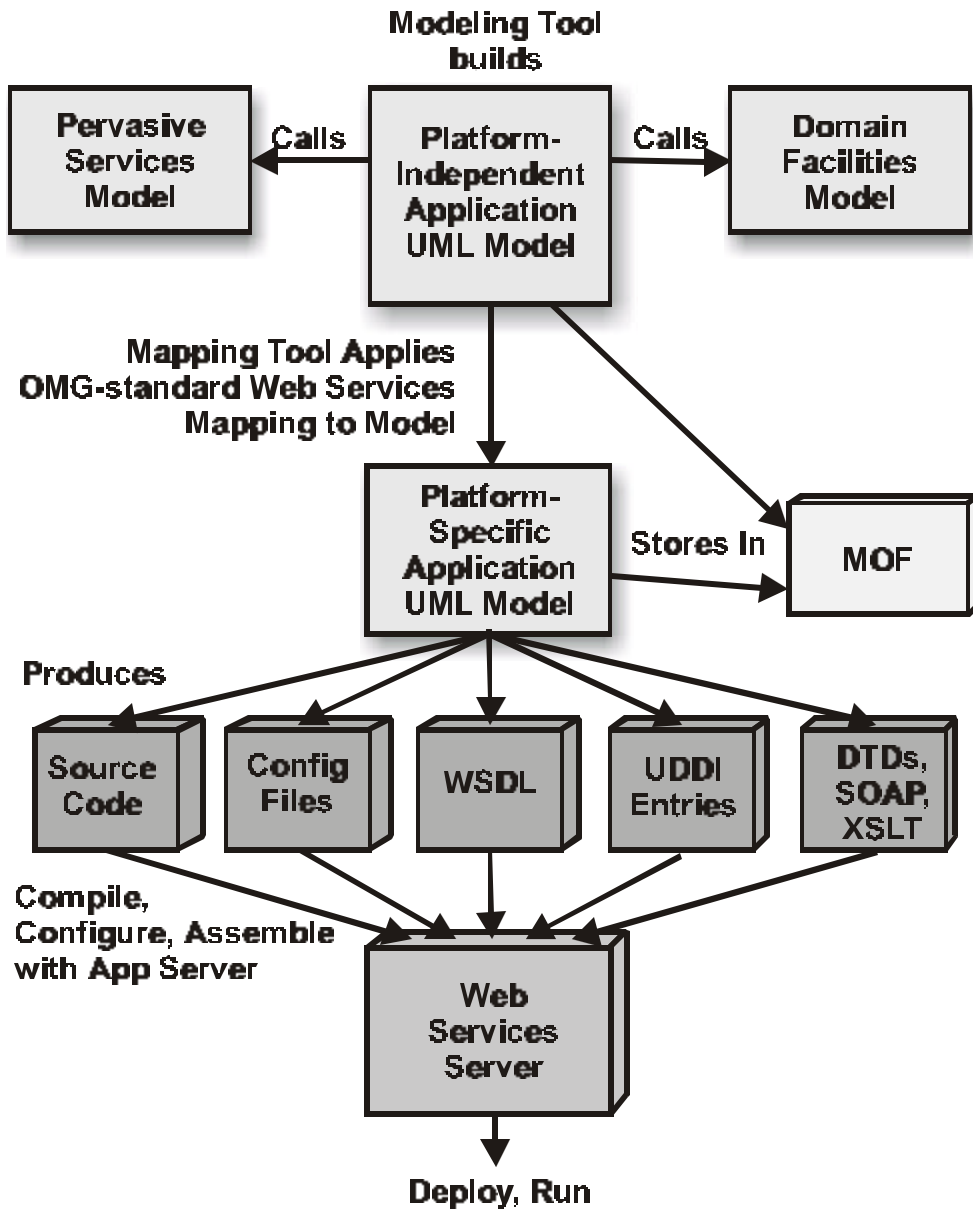 Modeling Tool
builds
Pervasive
Services
Model
Calls
Platform-
Independent
Application
UML Model
Calls
Domain
Facilities
Model
Mapping Tool Applies
OMG-standard Web Services
Mapping to Model
Platform-
Specific
Application
UML Model
Stores In
MOF
Produces
Source
Code
Config
Files
WSDL
UDDI
Entries
DTDs,
SOAP,
XSLT
Compile,
Configure, Assemble
with App Server
Web
Services
Server
Deploy, Run